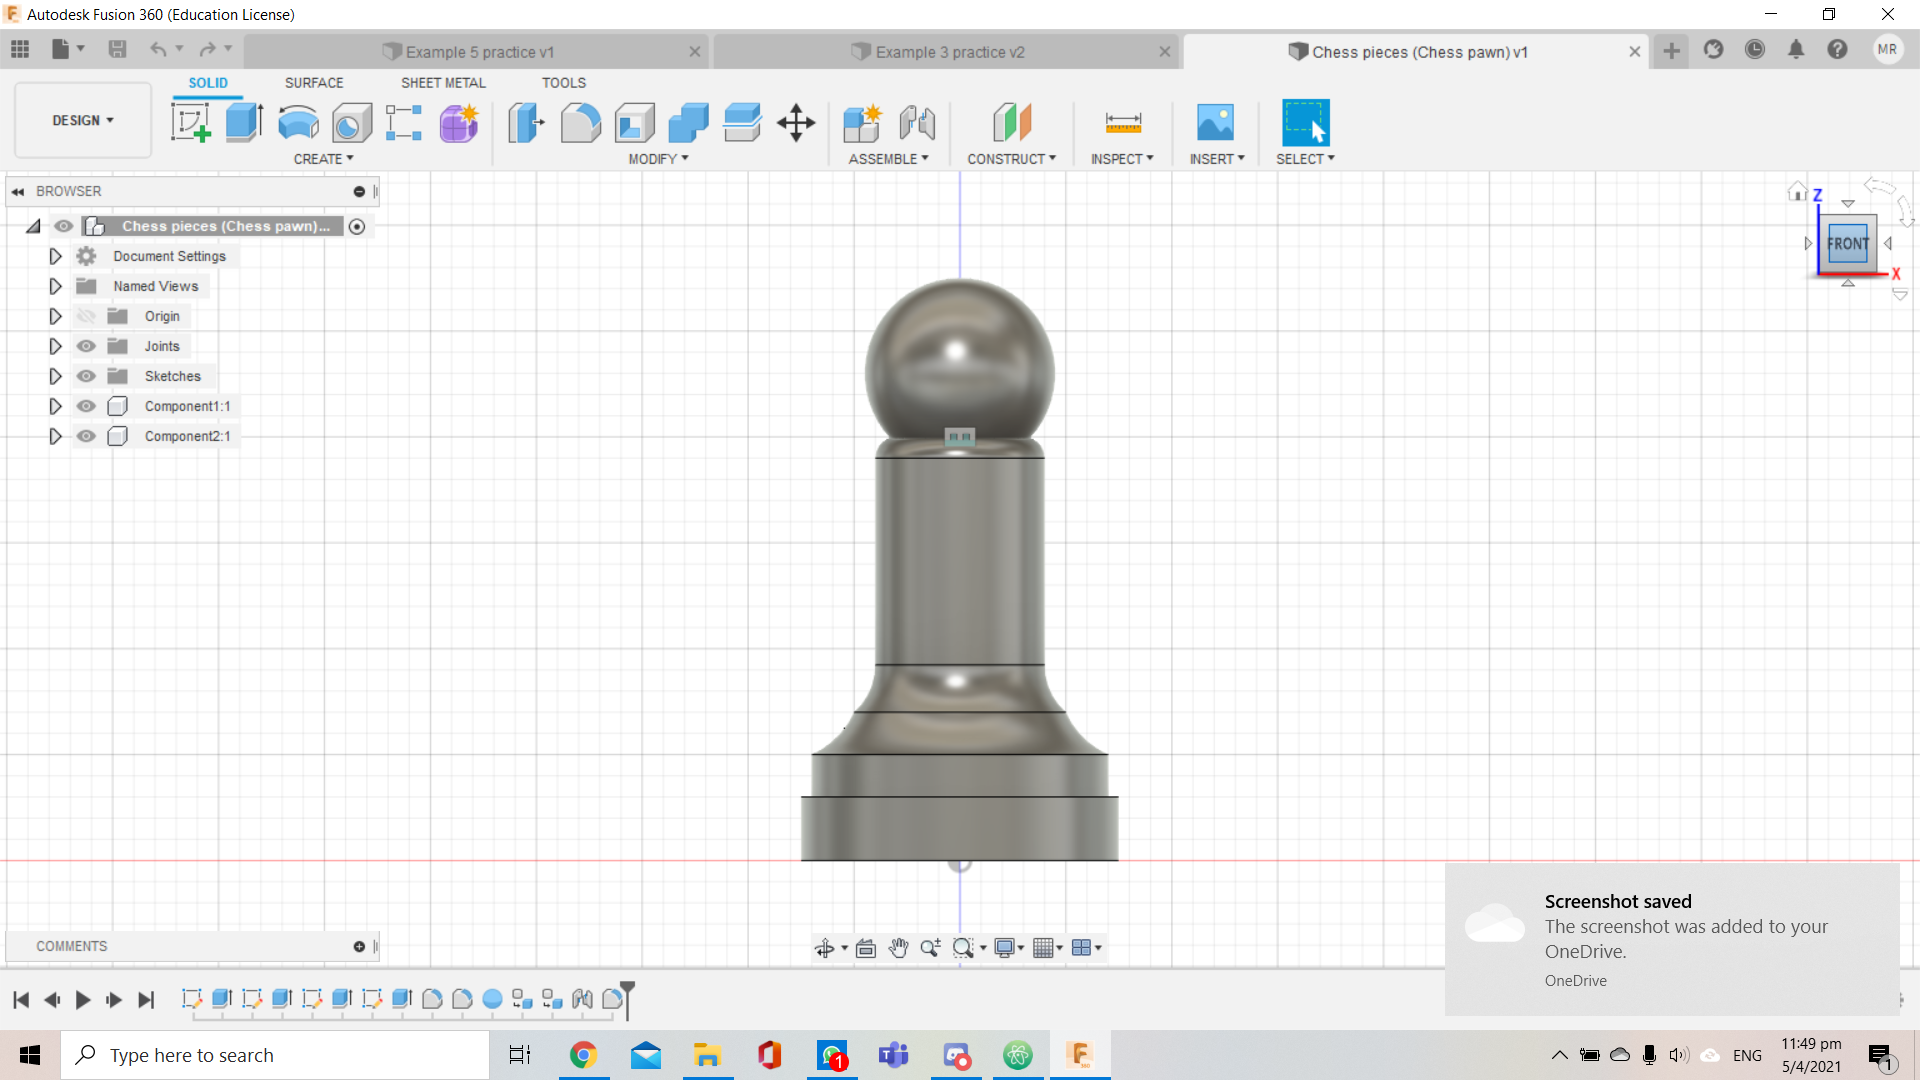 Autodesk Fusion 360 (Education License)
Example 5 practice v1
Example 3 practice v2
Chess pieces (Chess pawn) v1
MR
SOLID
SURFACE
SHEET METAL
TOOLS
DESIGN
CREATE
MODIFY
ASSEMBLE
CONSTRUCT
INSPECT
INSERT
SELECT
BROWSER
Chess pieces (Chess pawn)...
Document Settings
Named Views
Origin
Joints
Sketches
Component1:1
Component2:1
Z
FRONT
X
COMMENTS
Screenshot saved
The screenshot was added to your
OneDrive.
OneDrive
Type here to search
1
ENG
11:49 pm
5/4/2021
1